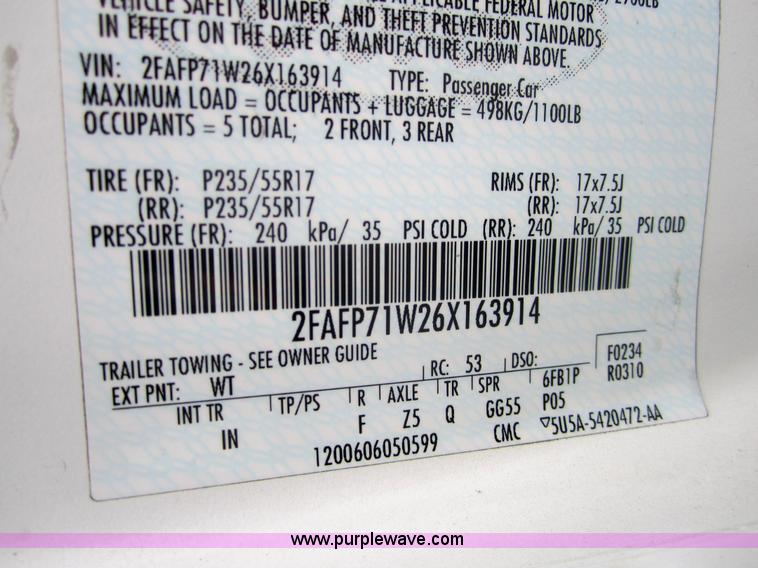 APPLICABLE FEDERAL MOTOR
VEHICLE SAFETY, BUMPER, AND THEFT PREVENTION STANDARDS
IN EFFECT ON THE DATE OF MANUFACTURE SHOWN ABOVE.
VIN: 2FAFP71W26X163914 TYPE: Passenger Car
MAXIMUM LOAD = OCCUPANTS + LUGGAGE = 498KG/1100LB
OCCUPANTS = 5 TOTAL; 2 FRONT, 3 REAR
TIRE (FR): P235/55R17 RIMS (FR): 17x7.5J
(RR): P235/55R17 (RR): 17x7.5J
PRESSURE (FR): 240 kPa/ 35 PSI COLD (RR): 240 kPa/ 35 PSI COLD
2FAFP71W26X163914
TRAILER TOWING - SEE OWNER GUIDE
EXT PNT: WT RC: 53 DSO: F0234
R0310
INT TR TP/PS R AXLE TR SPR 6FB1P
IN F Z5 Q GG55 P05
1200606050599 CMC ▽5U5A-5420472-AA
www.purplewave.com